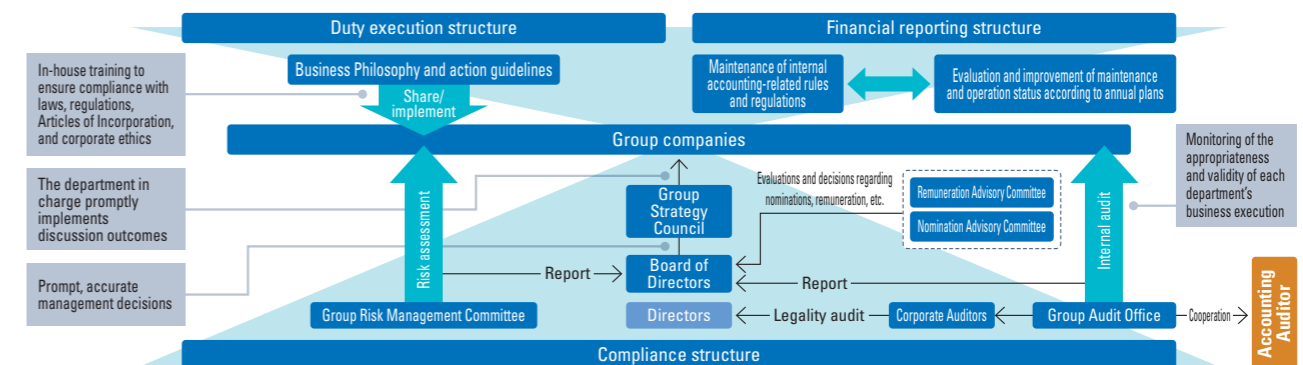 Duty execution structure
Financial reporting structure
In-house training to
ensure compliance with
laws, regulations,
Articles of Incorporation,
and corporate ethics
Business Philosophy and action guidelines
Share/
implement
Maintenance of internal
accounting-related rules
and regulations
Evaluation and improvement of maintenance
and operation status according to annual plans
Group companies
Monitoring of the
appropriateness
and validity of each
department's
business execution
The department in
charge promptly
implements
discussion outcomes
Risk assessment
Group
Strategy
Council
Evaluations and decisions regarding
nominations, remuneration, etc.
Remuneration Advisory Committee
Nomination Advisory Committee
Internal audit
Prompt, accurate
management decisions
Report
Board of
Directors
Report
Group Risk Management Committee
Directors
Legality audit
Corporate Auditors
Group Audit Office
Cooperation
Accounting
Auditor
Compliance structure